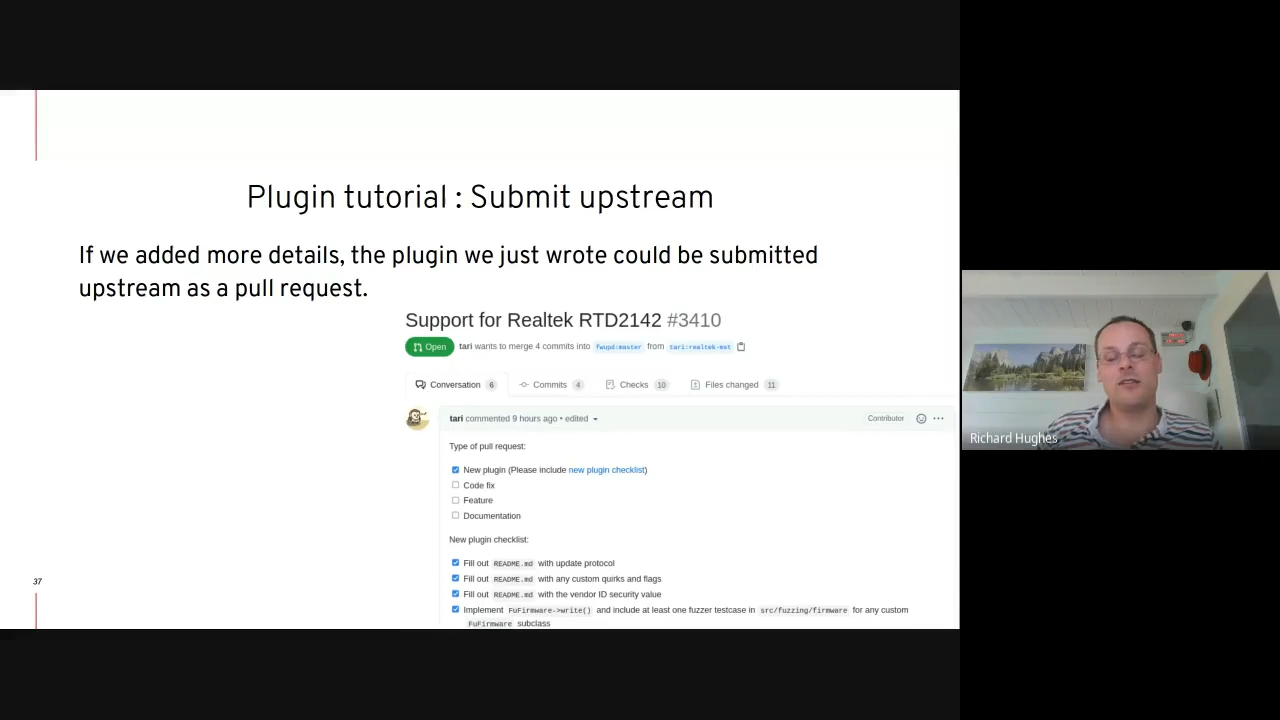 Plugin tutorial : Submit upstream
If we added more details, the plugin we just wrote could be submitted
upstream as a pull request.
Support for Realtek RTD2142 #3410
Open tari wants to merge 4 commits into fwupd:master from tari:realtek-mst
Conversation 6 Commits 4 Checks 10 Files changed 11
tari commented 9 hours ago • edited Contributor
Type of pull request:
New plugin (Please include new plugin checklist)
Code fix
Feature
Documentation
New plugin checklist:
Fill out README.md with update protocol
Fill out README.md with any custom quirks and flags
Fill out README.md with the vendor ID security value
Implement FuFirmware->write() and include at least one fuzzer testcase in src/fuzzing/firmware for any custom
FuFirmware subclass
37
Richard Hughes